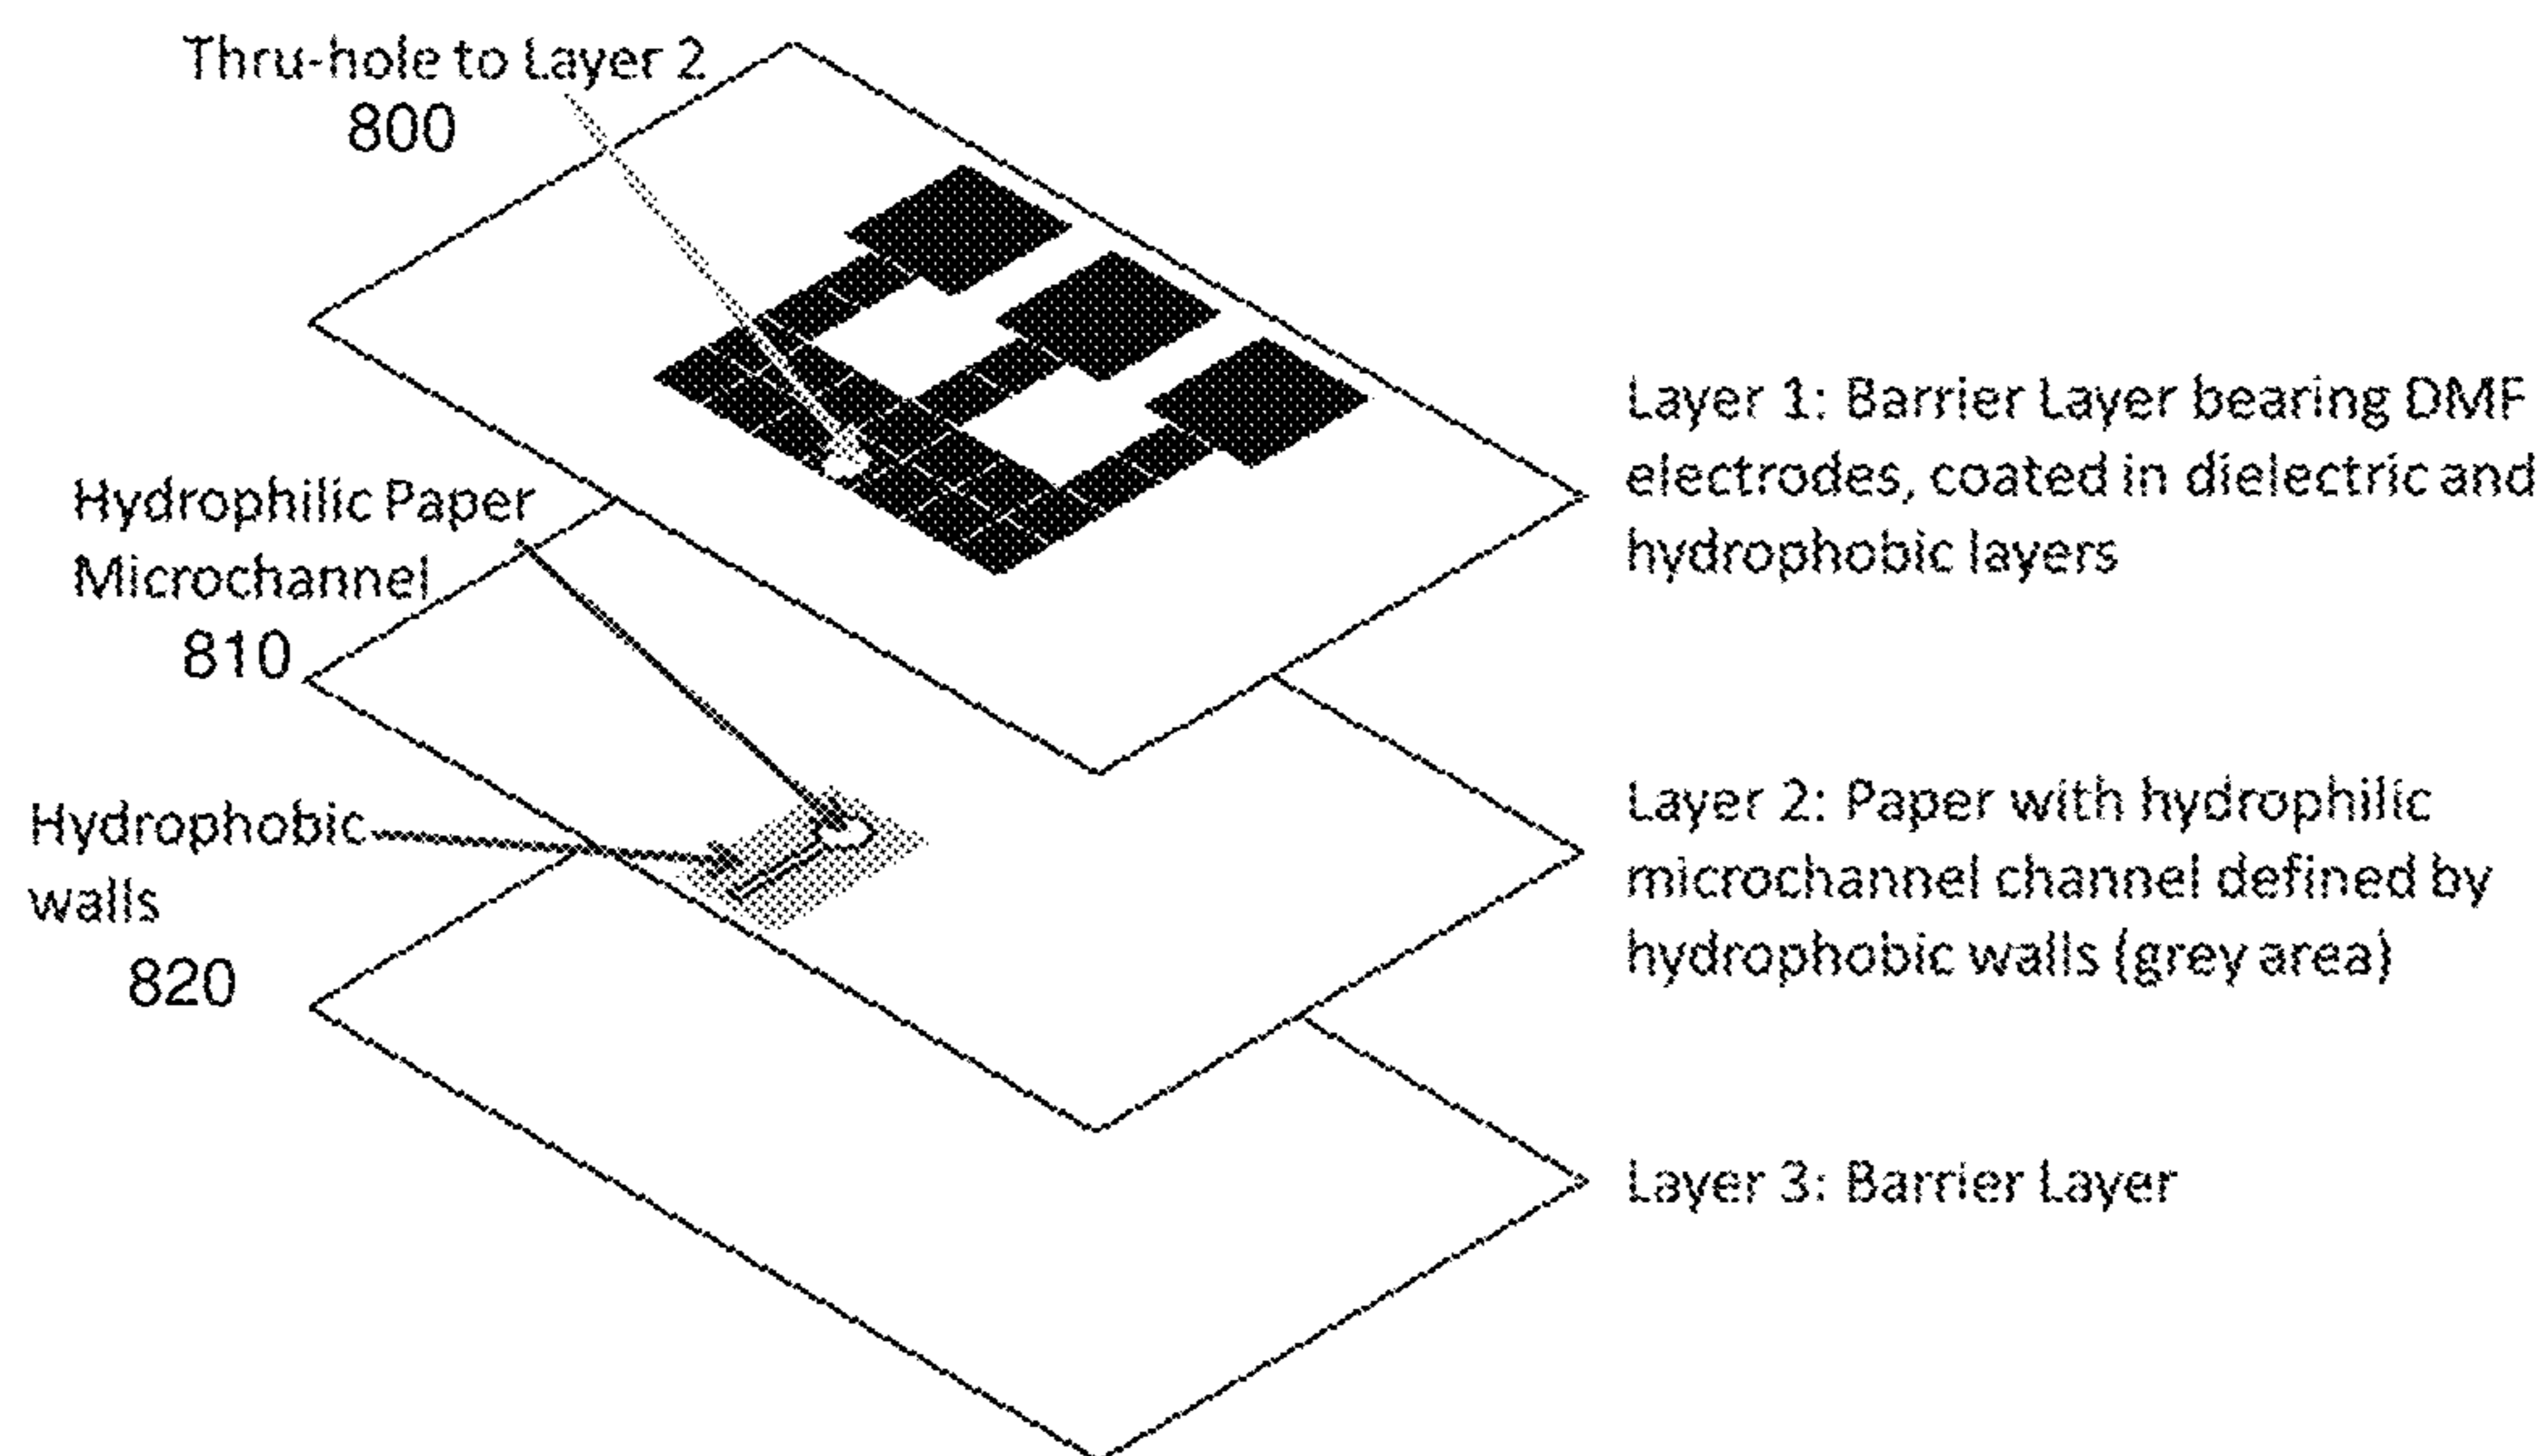 Thru-hole to Layer 2
800
Hydrophilic Paper
Microchannel
810
Hydrophobic
walls
820
Layer 1: Barrier Layer bearing DMF
electrodes, coated in dielectric and
hydrophobic layers
Layer 2: Paper with hydrophilic
microchannel channel defined by
hydrophobic walls (grey area)
Layer 3: Barrier Layer